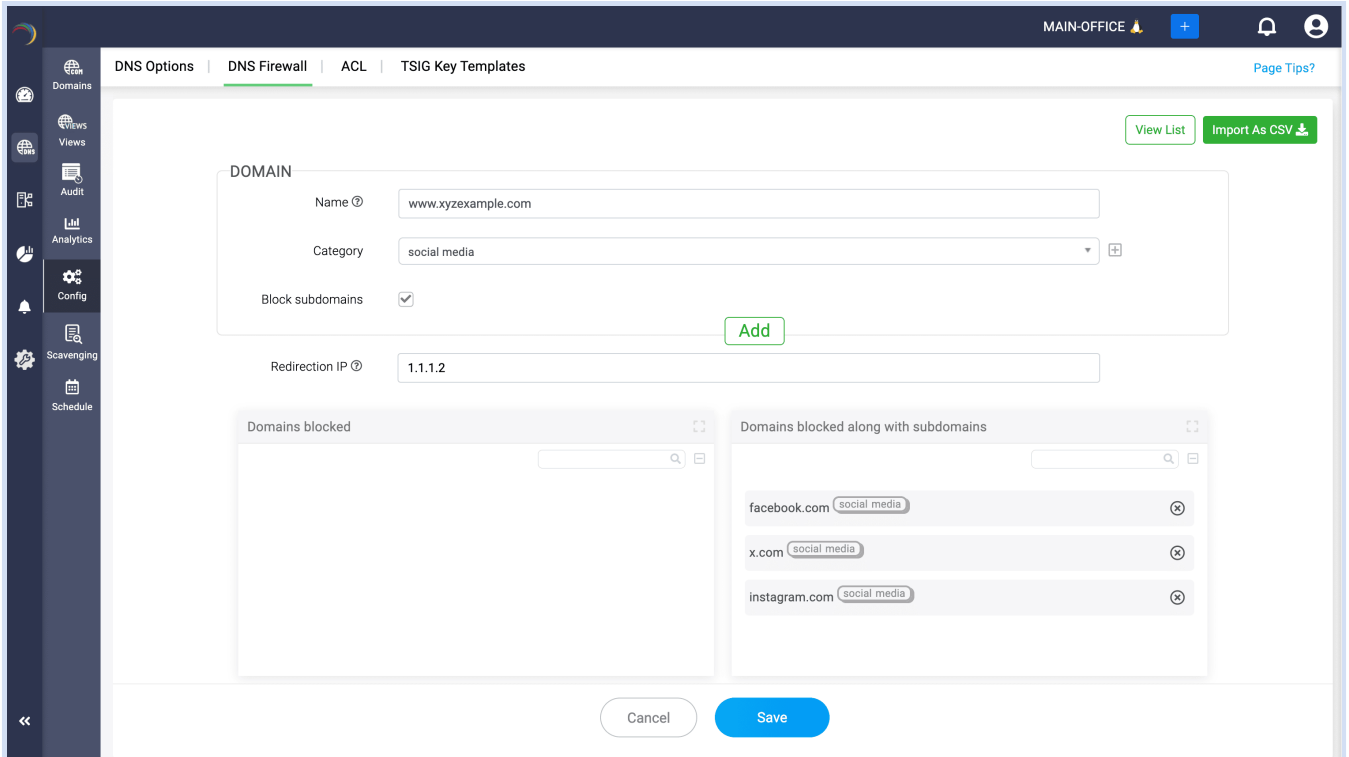 MAIN-OFFICE
DNS Options | DNS Firewall | ACL | TSIG Key Templates
Page Tips?
.COM
Domains
VIEWS
Views
Audit
Analytics
Config
Scavenging
Schedule
DNS
View List
Import As CSV
DOMAIN
Name
www.xyzexample.com
Category
social media
Block subdomains
Add
Redirection IP
1.1.1.2
Domains blocked
Domains blocked along with subdomains
facebook.com social media
x.com social media
instagram.com social media
Cancel
Save